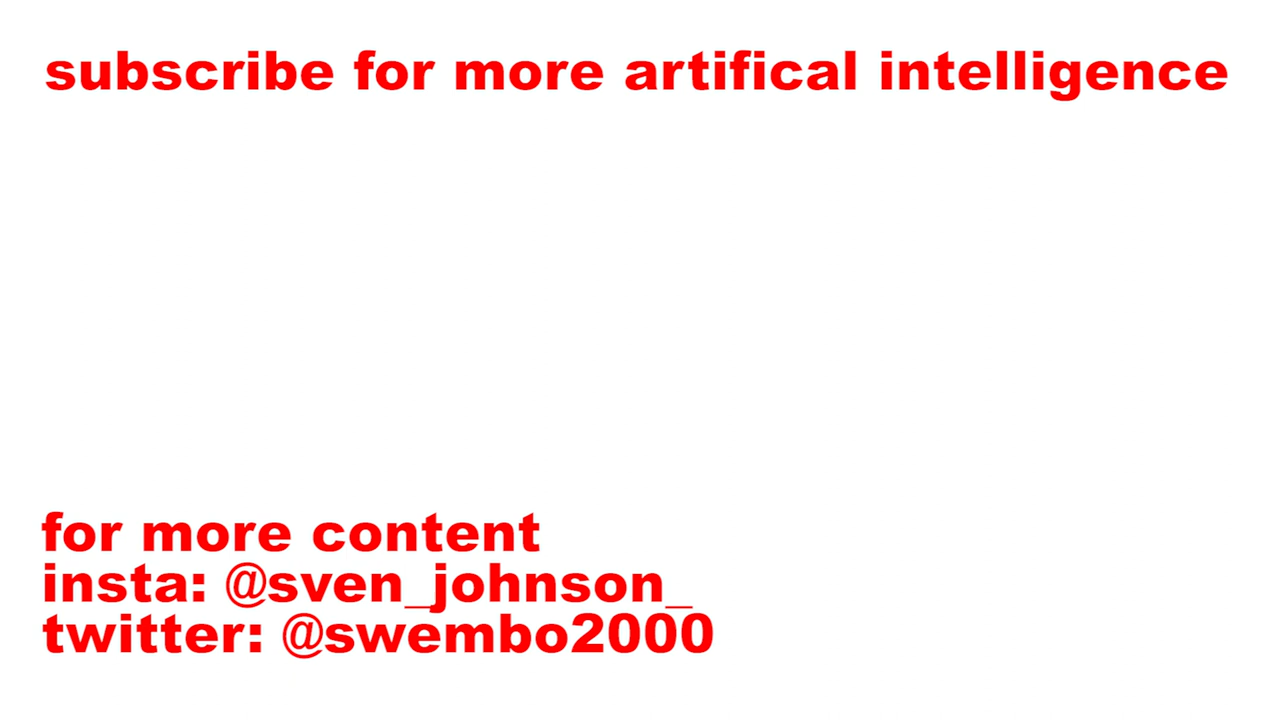 subscribe for more artifical intelligence
for more content
insta: @sven_johnson_
twitter: @swembo2000